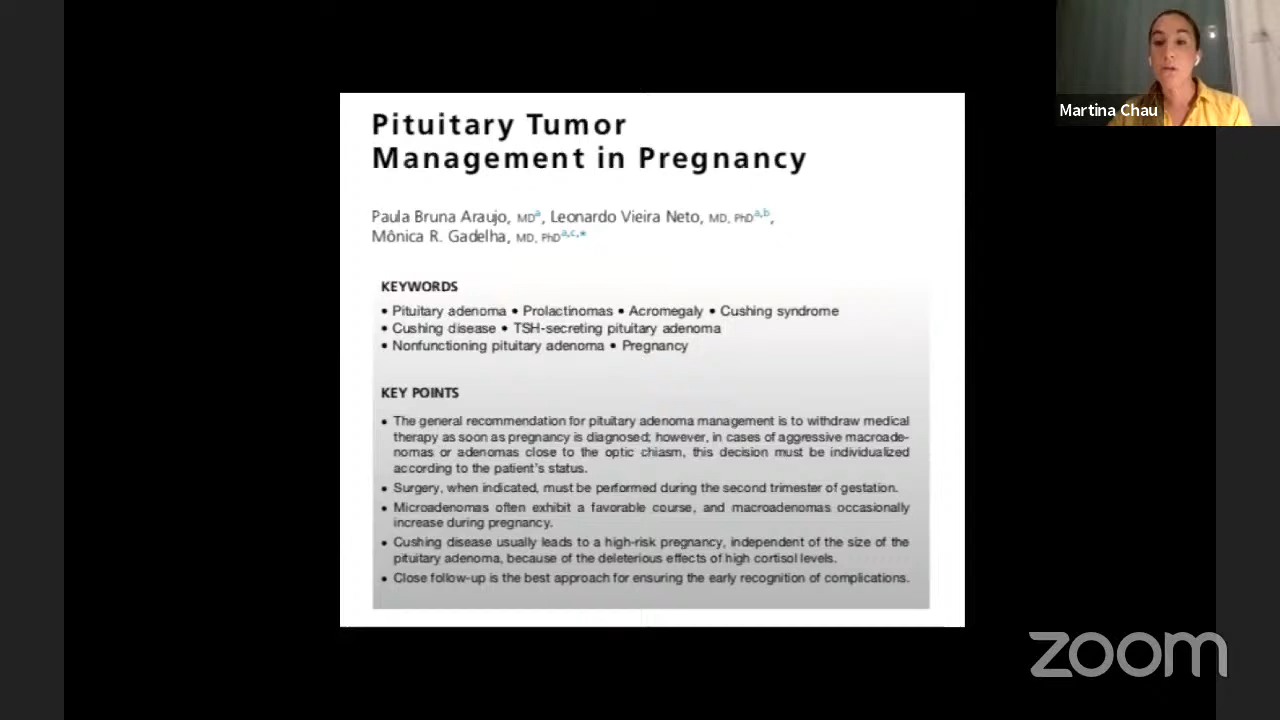 Pituitary Tumor
Management in Pregnancy
Paula Bruna Araujo, MDa, Leonardo Vieira Neto, MD, PhDa,b,
Mônica R. Gadelha, MD, PhDa,c,*
KEYWORDS
• Pituitary adenoma • Prolactinomas • Acromegaly • Cushing syndrome
• Cushing disease • TSH-secreting pituitary adenoma
• Nonfunctioning pituitary adenoma • Pregnancy
KEY POINTS
• The general recommendation for pituitary adenoma management is to withdraw medical
therapy as soon as pregnancy is diagnosed; however, in cases of aggressive macroade-
nomas or adenomas close to the optic chiasm, this decision must be individualized
according to the patient's status.
• Surgery, when indicated, must be performed during the second trimester of gestation.
• Microadenomas often exhibit a favorable course, and macroadenomas occasionally
increase during pregnancy.
• Cushing disease usually leads to a high-risk pregnancy, independent of the size of the
pituitary adenoma, because of the deleterious effects of high cortisol levels.
• Close follow-up is the best approach for ensuring the early recognition of complications.
Martina Chau
zoom